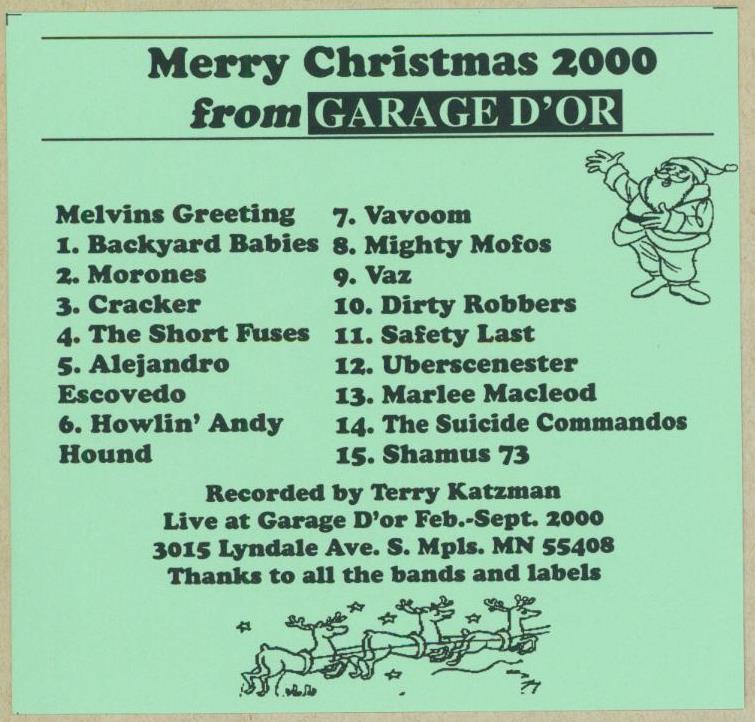 Merry Christmas 2000
from GARAGE D'OR
Melvins Greeting
1. Backyard Babies
2. Morones
3. Cracker
4. The Short Fuses
5. Alejandro
Escovedo
6. Howlin' Andy
Hound
7. Vavoom
8. Mighty Mofos
9. Vaz
10. Dirty Robbers
11. Safety Last
12. Uberscenester
13. Marlee Macleod
14. The Suicide Commandos
15. Shamus 73
Recorded by Terry Katzman
Live at Garage D'or Feb.-Sept. 2000
3015 Lyndale Ave. S. Mpls. MN 55408
Thanks to all the bands and labels